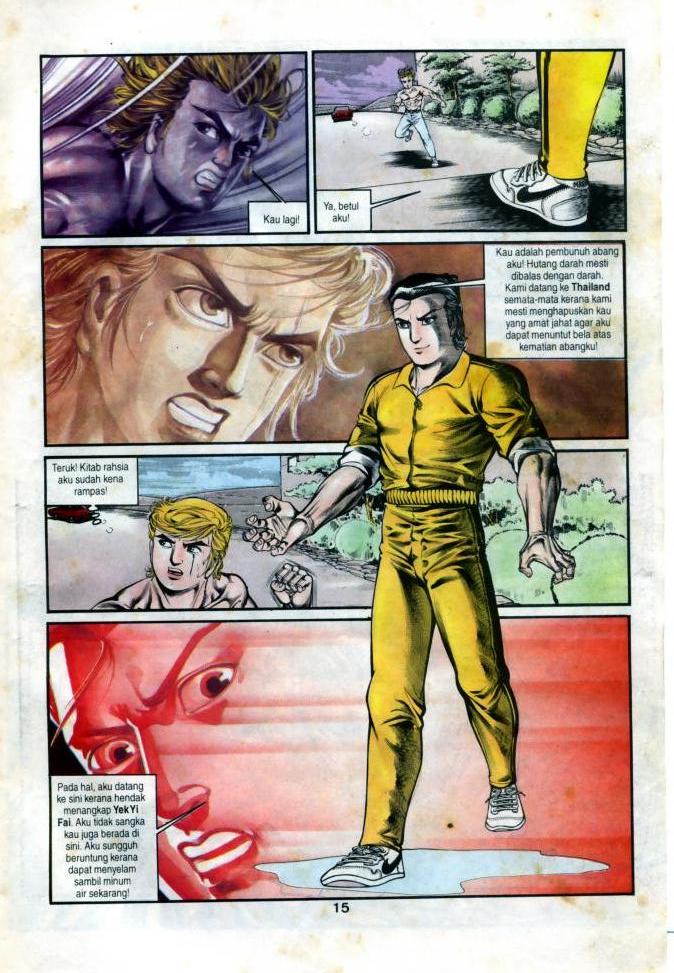 Kau lagi!
Ya, betul
aku!
Kau adalah pembunuh abang
aku! Hutang darah mesti
dibalas dengan darah.
Kami datang ke Thailand
semata-mata kerana kami
mesti menghapuskan kau
yang amat jahat agar aku
dapat menuntut bela atas
kematian abangku!
Teruk! Kitab rahsia
aku sudah kena
rampas!
Pada hal, aku datang
ke sini kerana hendak
menangkap Yek Yi
Fai. Aku tidak sangka
kau juga berada di
sini. Aku sungguh
beruntung kerana
dapat menyelam
sambil minum
air sekarang!
15